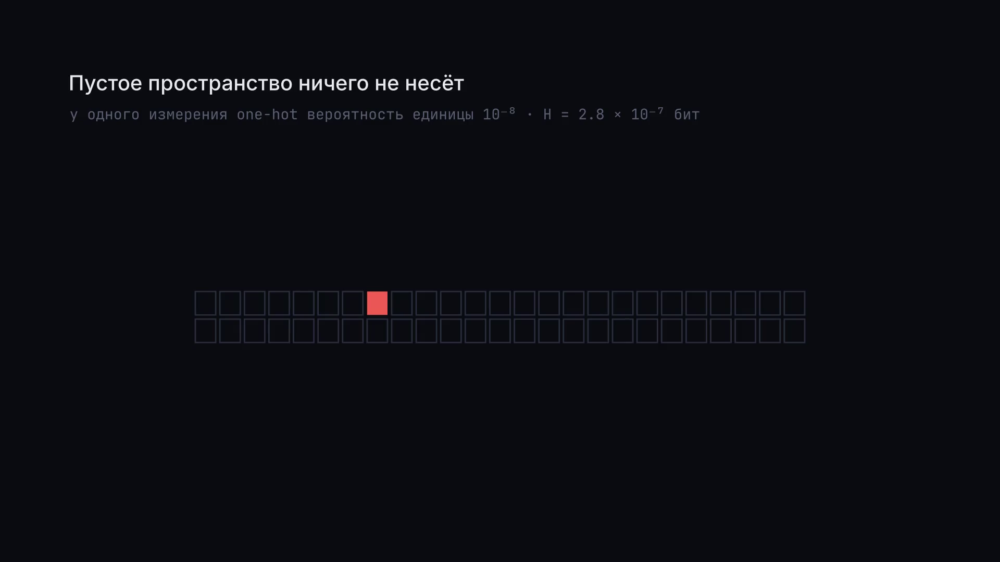 Пустое пространство ничего не несёт
у одного измерения one-hot вероятность единицы 10⁻⁸ · H = 2.8 × 10⁻⁷ бит